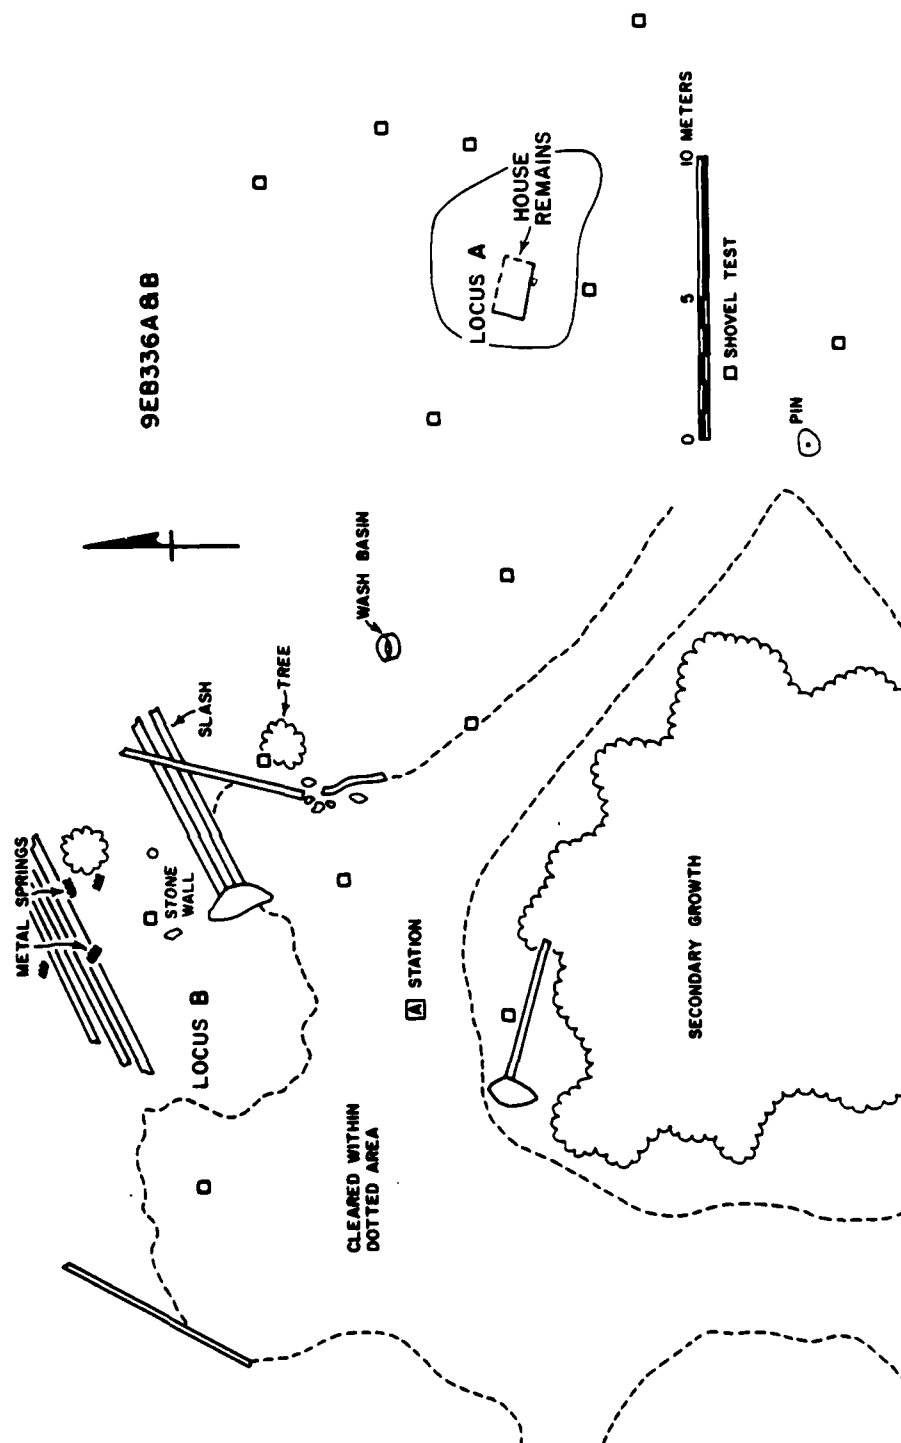 9EB336A&B
METAL SPRINGS
SLASH
TREE
STONE
WALL
WASH BASIN
LOCUS B
LOCUS A
HOUSE
REMAINS
A STATION
CLEARED WITHIN
DOTTED AREA
SECONDARY GROWTH
0 5 10 METERS
SHOVEL TEST
PIN